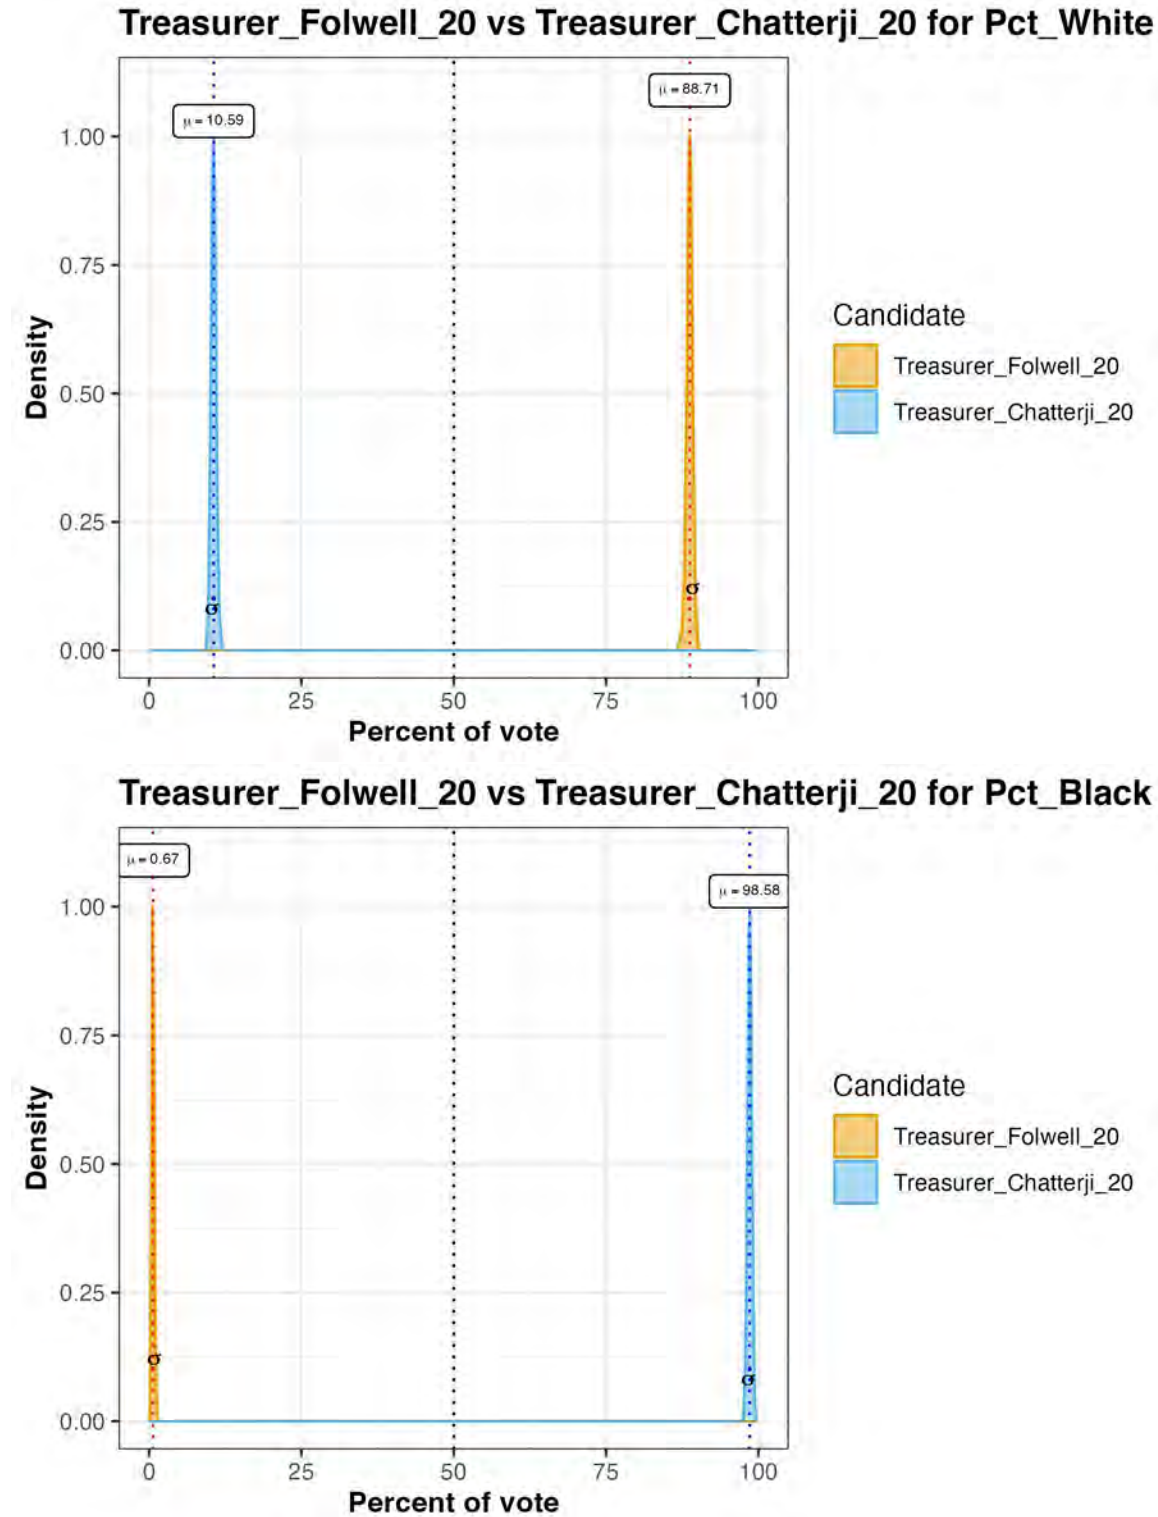 Treasurer_Folwell_20 vs Treasurer_Chatterji_20 for Pct_White
μ = 88.71
μ = 10.59
1.00
0.75
0.50
0.25
0.00
Density
σ
σ
0 25 50 75 100
Percent of vote
Candidate
Treasurer_Folwell_20
Treasurer_Chatterji_20
Treasurer_Folwell_20 vs Treasurer_Chatterji_20 for Pct_Black
μ = 0.67
μ = 98.58
1.00
0.75
0.50
0.25
0.00
Density
σ
σ
0 25 50 75 100
Percent of vote
Candidate
Treasurer_Folwell_20
Treasurer_Chatterji_20